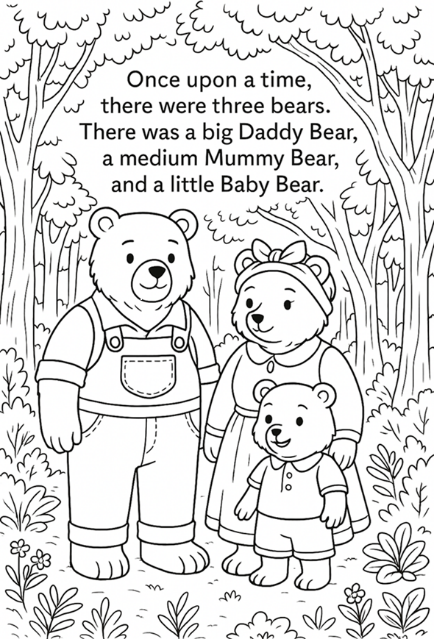 Once upon a time,
there were three bears.
There was a big Daddy Bear,
a medium Mummy Bear,
and a little Baby Bear.